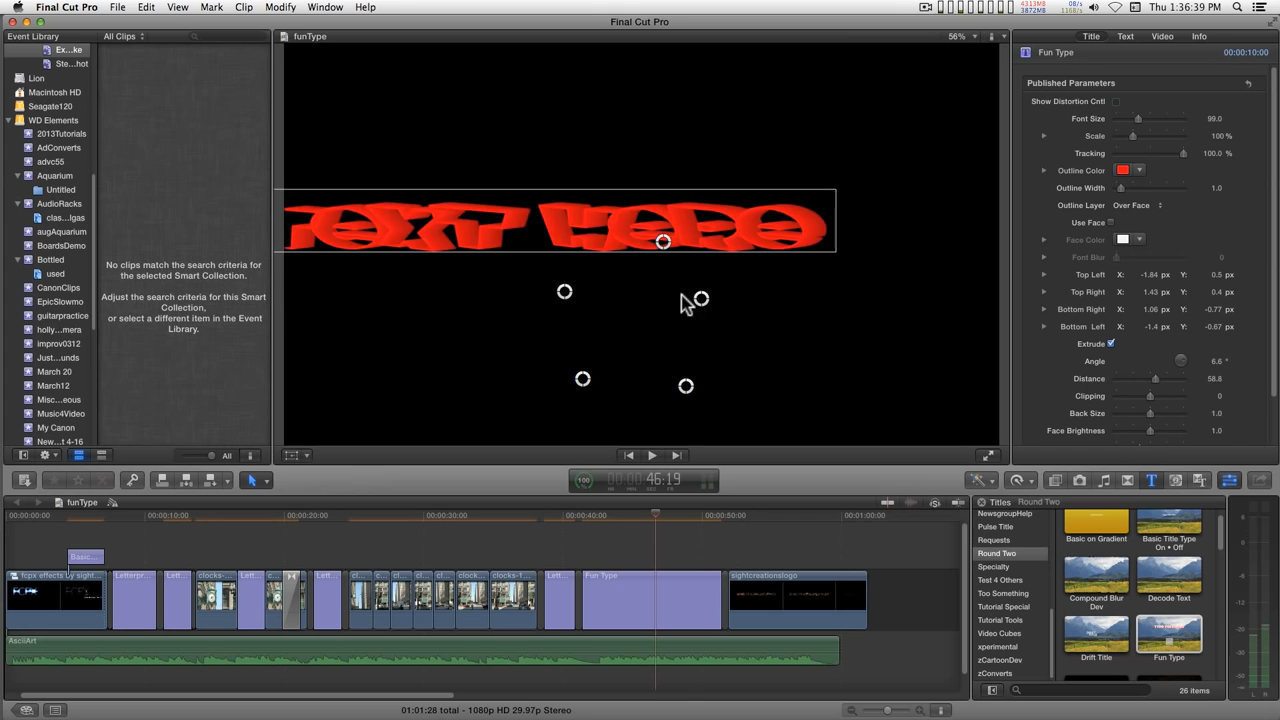 Final Cut Pro File Edit View Mark Clip Modify Window Help
4313MB 3872MB 0B/s 116B/s Thu 1:36:39 AM
Final Cut Pro
Event Library All Clips funType 56% Title Text Video Info
Ex...ke
Ste...hot
Lion
Macintosh HD
Seagate120
WD Elements
2013Tutorials
AdConverts
advc55
Aquarium
Untitled
AudioRacks
clas...lgas
augAquarium
BoardsDemo
Bottled
used
CanonClips
EpicSlowmo
guitarpractice
holly...mera
improv0312
Just...unds
March 20
March12
Misc...eous
Music4Video
My Canon
New...t 4-16
No clips match the search criteria for
the selected Smart Collection.
Adjust the search criteria for this Smart
Collection,
or select a different item in the Event
Library.
All
TEXT HERE
Fun Type 00:00:10:00
Published Parameters
Show Distortion Cntl
Font Size 99.0
Scale 100 %
Tracking 100.0 %
Outline Color
Outline Width 1.0
Outline Layer Over Face
Use Face
Face Color
Font Blur 0
Top Left X: -1.84 px Y: 0.5 px
Top Right X: 1.43 px Y: 0.4 px
Bottom Right X: 1.06 px Y: -0.77 px
Bottom Left X: -1.4 px Y: -0.67 px
Extrude
Angle 6.6 °
Distance 58.8
Clipping 0
Back Size 1.0
Face Brightness 1.0
100 00:00:46:19
funType
00:00:00:00 00:00:10:00 00:00:20:00 00:00:30:00 00:00:40:00 00:00:50:00 00:01:00:00
Basic...
fcpx effects by sight... Letterpr... Lett clocks-... Lett c... Lett cl... cl... cl... cl... clock... clocks-1... Lett... Fun Type sightcreationslogo
AsciiArt
Titles Round Two
NewsgroupHelp
Pulse Title
Requests
Round Two
Specialty
Test 4 Others
Too Something
Tutorial Special
Tutorial Tools
Video Cubes
xperimental
zCartoonDev
zConverts
Basic on Gradient
Basic Title Type
On • Off
Compound Blur
Dev
Decode Text
Drift Title
Fun Type
26 items
01:01:28 total - 1080p HD 29.97p Stereo